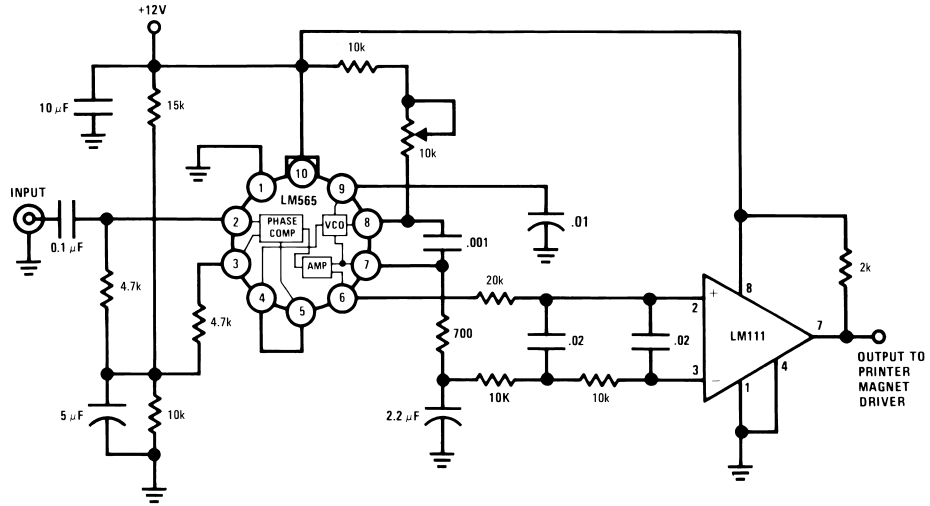 +12V
10k
10 μF
15k
10k
INPUT
0.1 μF
1
10
9
LM565
2
PHASE
COMP
VCO
8
3
AMP
7
4
5
6
.01
.001
4.7k
4.7k
20k
700
.02
.02
10K
10k
5 μF
10k
2.2 μF
+
2
8
LM111
7
3
−
1
4
2k
OUTPUT TO
PRINTER
MAGNET
DRIVER